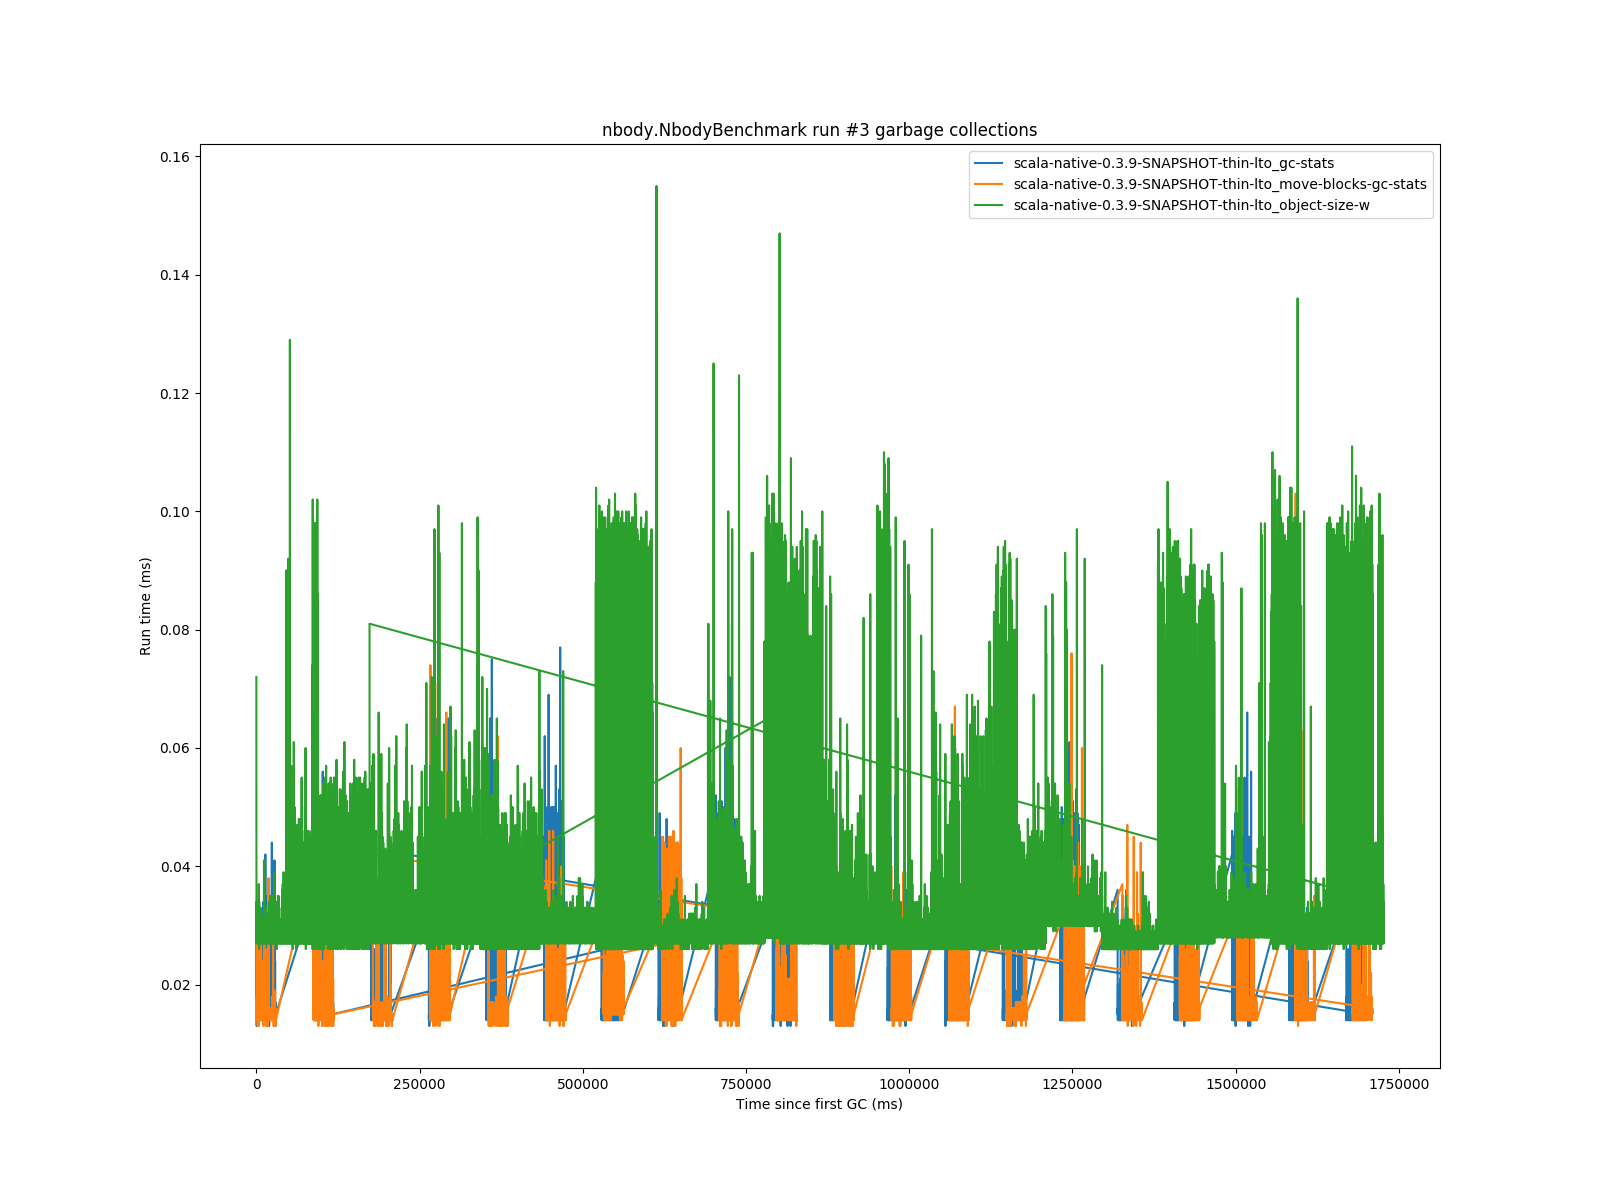 nbody.NbodyBenchmark run #3 garbage collections
scala-native-0.3.9-SNAPSHOT-thin-lto_gc-stats
scala-native-0.3.9-SNAPSHOT-thin-lto_move-blocks-gc-stats
scala-native-0.3.9-SNAPSHOT-thin-lto_object-size-w
Run time (ms)
0.16
0.14
0.12
0.10
0.08
0.06
0.04
0.02
0 250000 500000 750000 1000000 1250000 1500000 1750000
Time since first GC (ms)